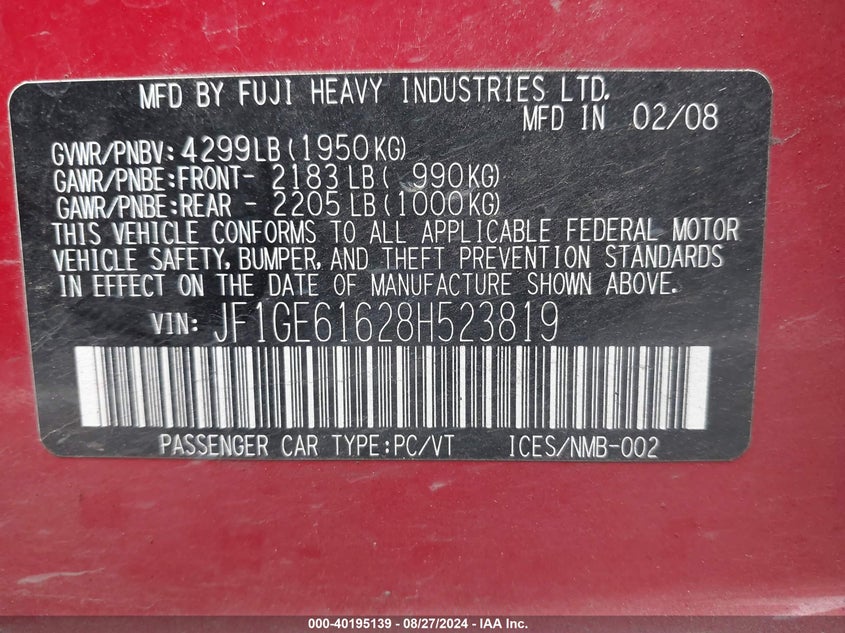 MFD BY FUJI HEAVY INDUSTRIES LTD.
MFD IN 02/08
GVWR/PNBV: 4299LB(1950KG)
GAWR/PNBE:FRONT- 2183LB( 990KG)
GAWR/PNBE:REAR - 2205LB(1000KG)
THIS VEHICLE CONFORMS TO ALL APPLICABLE FEDERAL MOTOR
VEHICLE SAFETY, BUMPER, AND THEFT PREVENTION STANDARDS
IN EFFECT ON THE DATE OF MANUFACTURE SHOWN ABOVE.
VIN: JF1GE61628H523819
PASSENGER CAR TYPE:PC/VT ICES/NMB-002
000-40195139 - 08/27/2024 - IAA Inc.